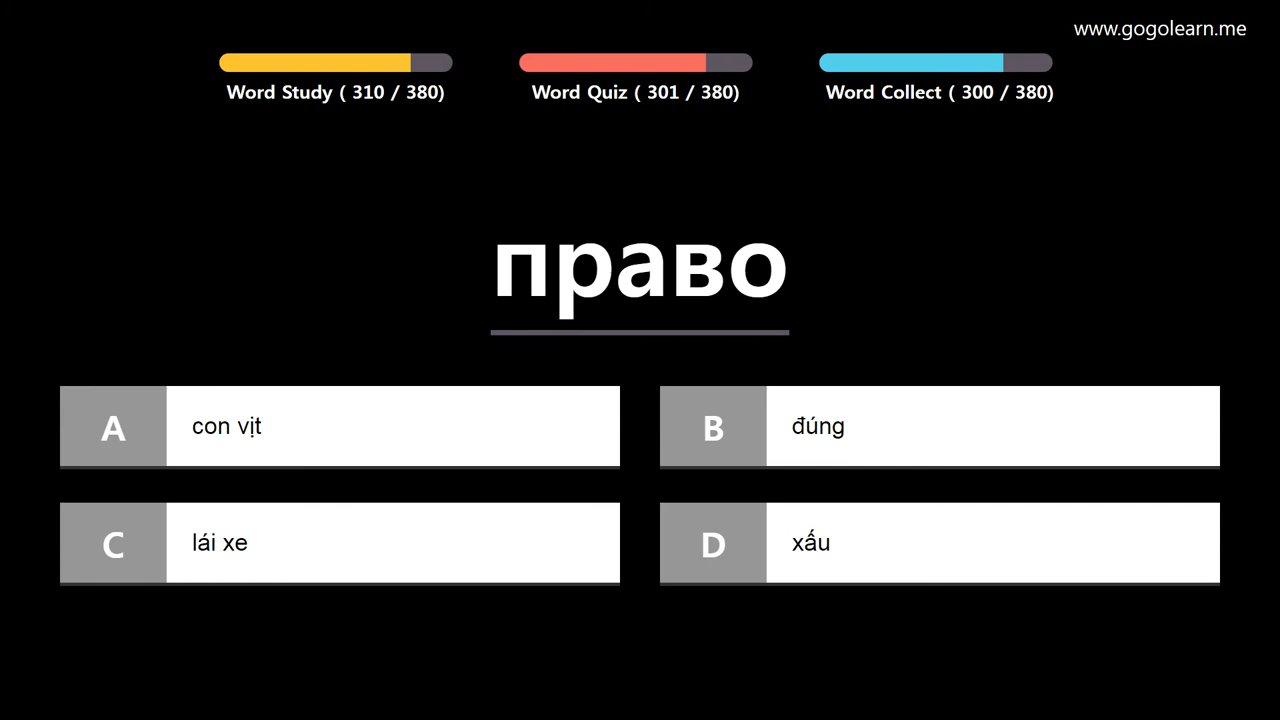 www.gogolearn.me
Word Study ( 310 / 380)
Word Quiz ( 301 / 380)
Word Collect ( 300 / 380)
право
A con vịt
B đúng
C lái xe
D xấu